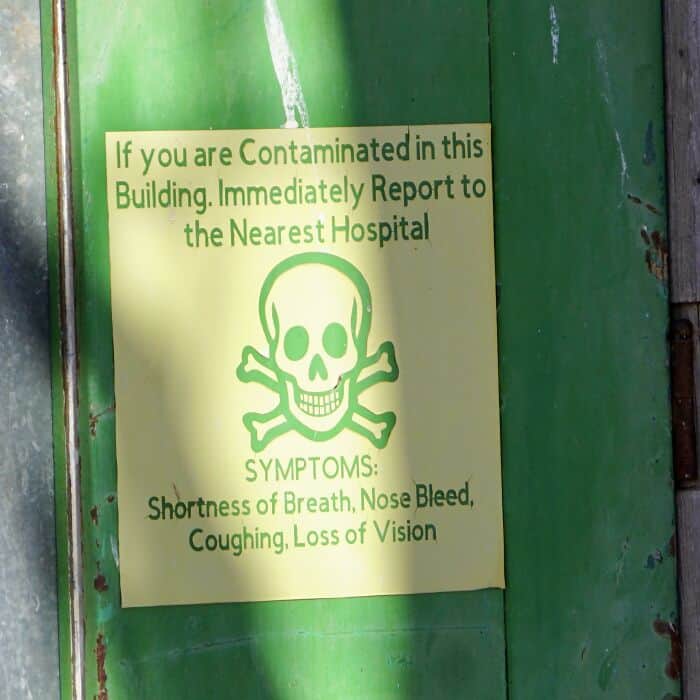 If you are Contaminated in this
Building. Immediately Report to
the Nearest Hospital
SYMPTOMS:
Shortness of Breath, Nose Bleed,
Coughing, Loss of Vision